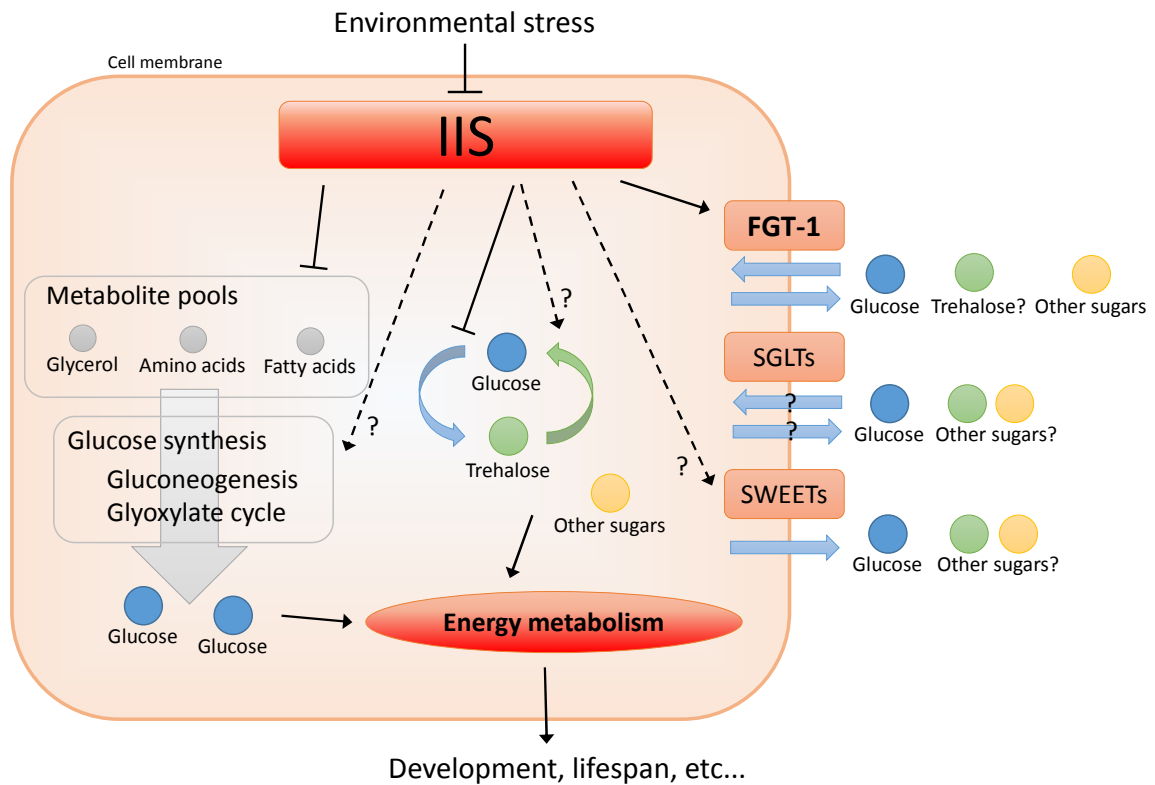 Environmental stress
Cell membrane
IIS
FGT-1
Glucose
Trehalose?
Other sugars
Metabolite pools
Glycerol
Amino acids
Fatty acids
?
Glucose
Trehalose
Other sugars
SGLTs
?
?
Glucose
Other sugars?
?
Glucose synthesis
Gluconeogenesis
Glyoxylate cycle
?
SWEETs
Glucose
Other sugars?
Glucose
Glucose
Energy metabolism
Development, lifespan, etc...